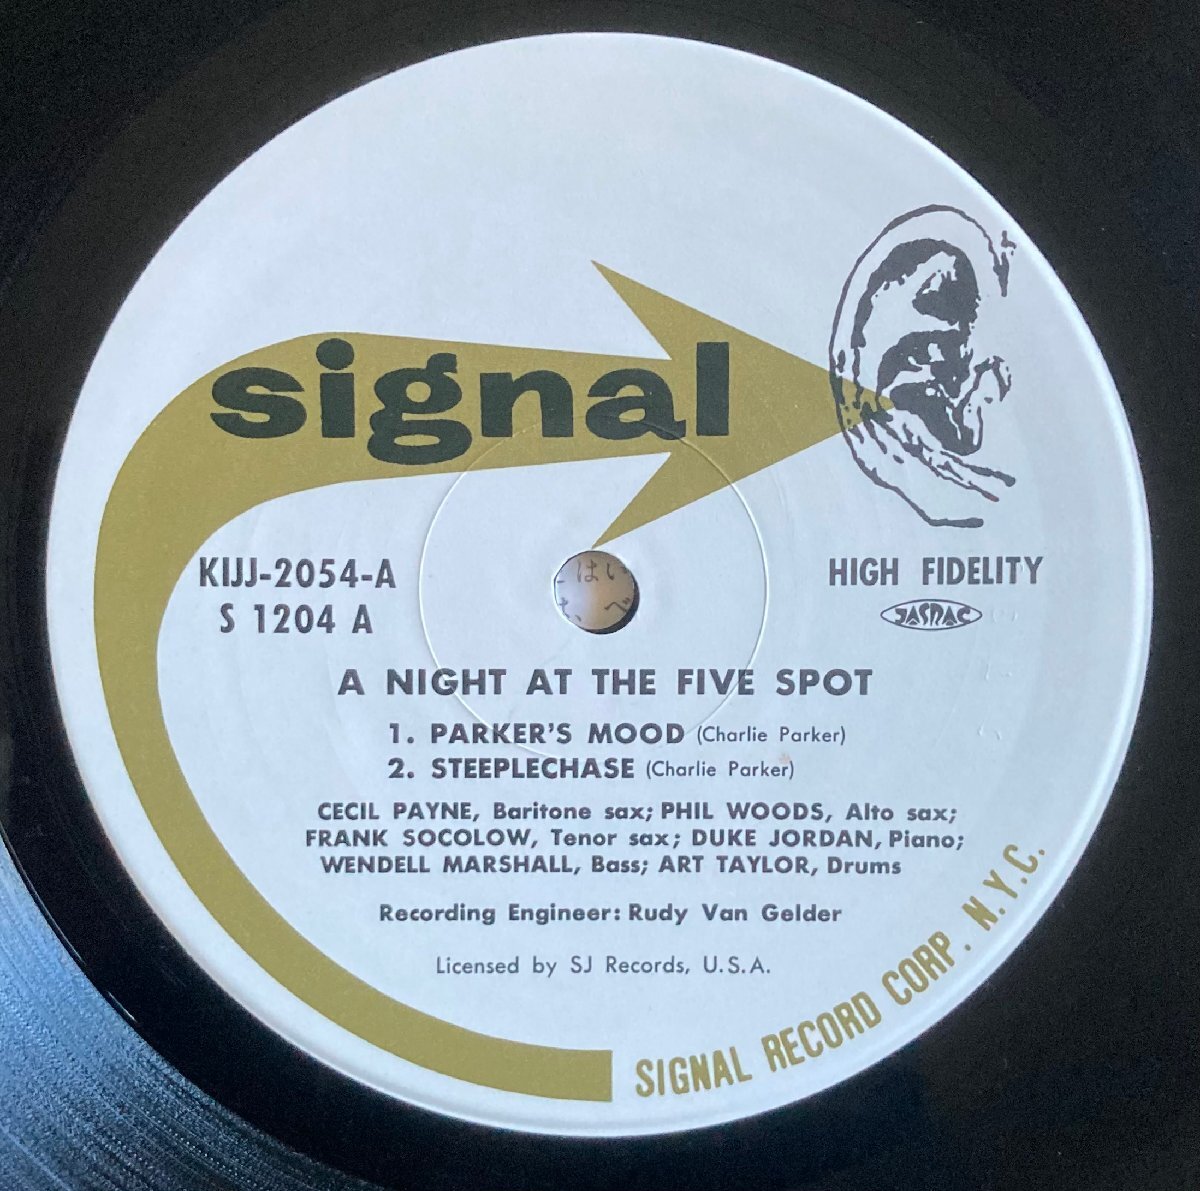 signal
KIJJ-2054-A
S 1204 A
HIGH FIDELITY
JASRAC
A NIGHT AT THE FIVE SPOT
1. PARKER'S MOOD (Charlie Parker)
2. STEEPLECHASE (Charlie Parker)
CECIL PAYNE, Baritone sax; PHIL WOODS, Alto sax;
FRANK SOCOLOW, Tenor sax; DUKE JORDAN, Piano;
WENDELL MARSHALL, Bass; ART TAYLOR, Drums
Recording Engineer: Rudy Van Gelder
Licensed by SJ Records, U.S.A.
SIGNAL RECORD CORP. N.Y.C.